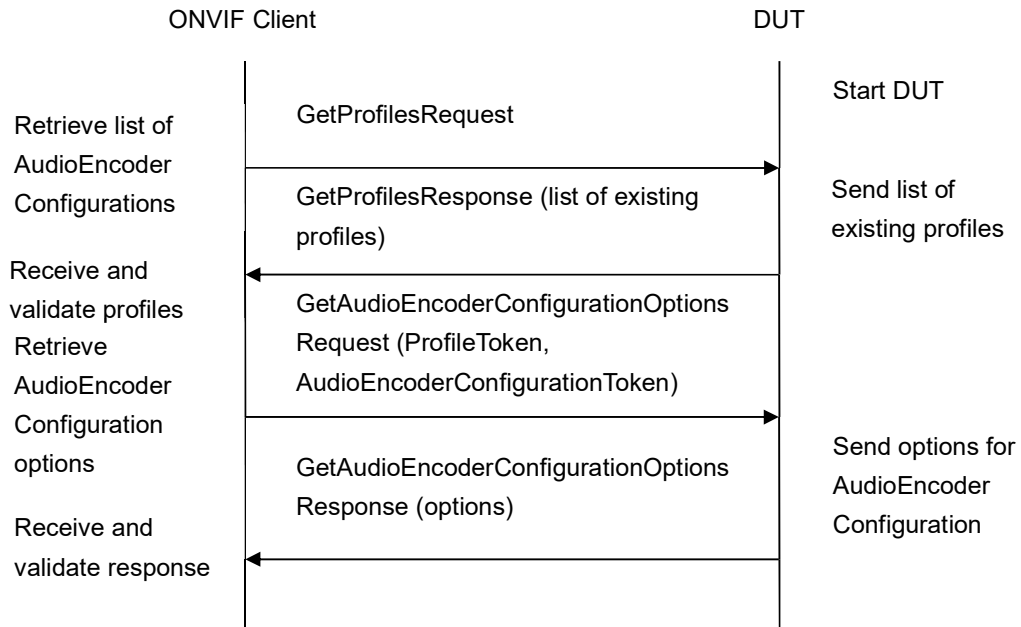 ONVIF Client
DUT
Start DUT
Retrieve list of
AudioEncoder
Configurations
GetProfilesRequest
GetProfilesResponse (list of existing
profiles)
Send list of
existing profiles
Receive and
validate profiles
Retrieve
AudioEncoder
Configuration
options
GetAudioEncoderConfigurationOptions
Request (ProfileToken,
AudioEncoderConfigurationToken)
GetAudioEncoderConfigurationOptions
Response (options)
Send options for
AudioEncoder
Configuration
Receive and
validate response